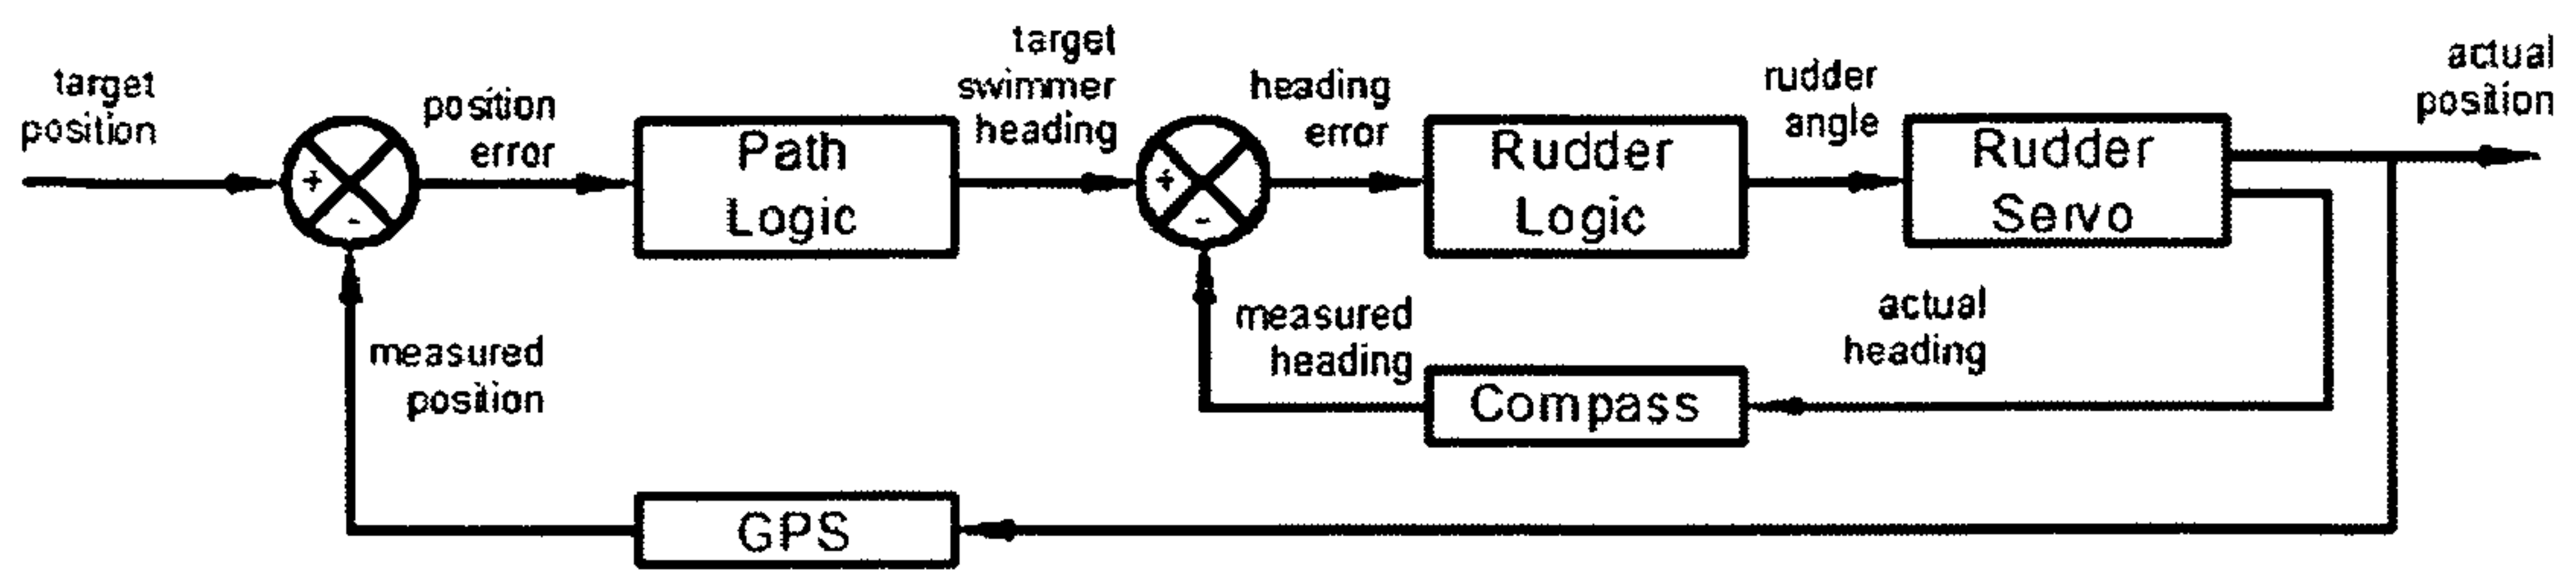 target
position
+
-
position
error
Path
Logic
target
swimmer
heading
+
-
heading
error
Rudder
Logic
rudder
angle
Rudder
Servo
actual
position
measured
position
measured
heading
Compass
actual
heading
GPS